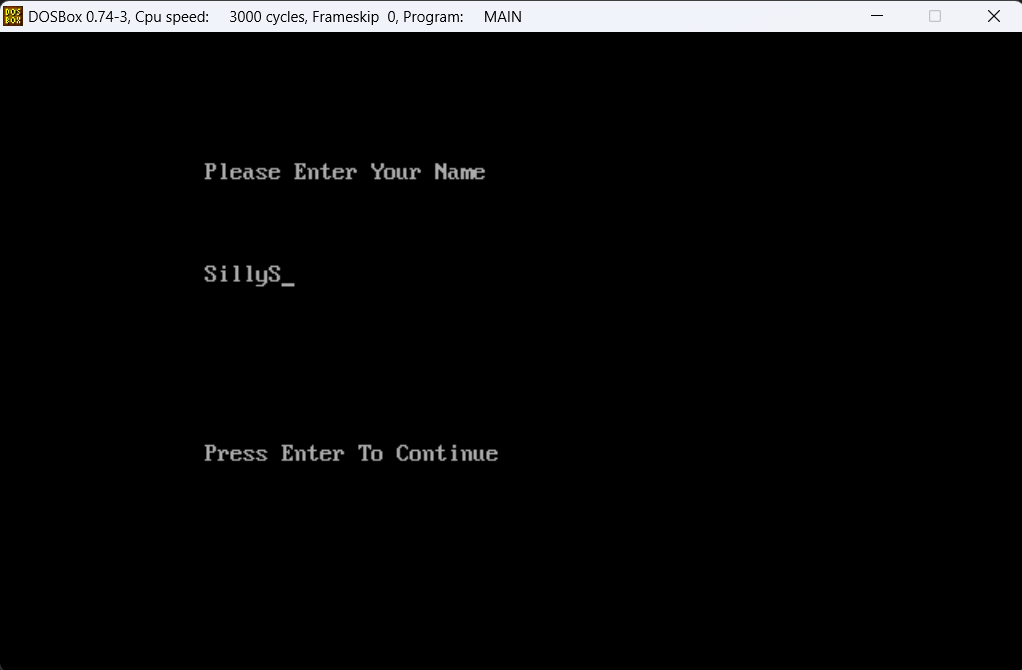 DOSBox 0.74-3, Cpu speed: 3000 cycles, Frameskip 0, Program: MAIN
Please Enter Your Name
SillyS_
Press Enter To Continue